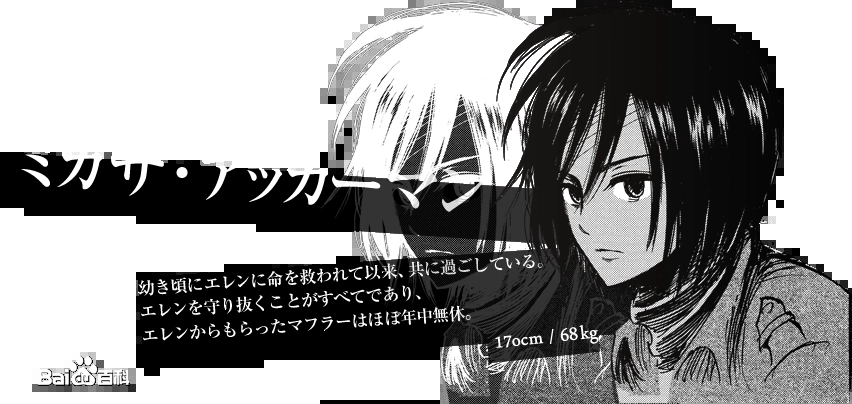 ミカサ・アッカーマン
幼き頃にエレンに命を救われて以来、共に過ごしている。
エレンを守り抜くことがすべてであり、
エレンからもらったマフラーはほぼ年中無休。
170cm / 68kg
Baidu百科